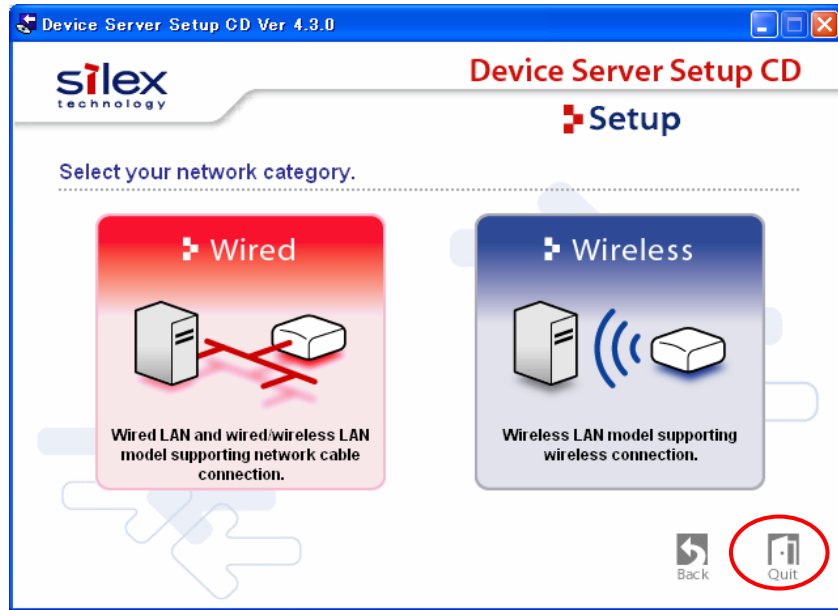 Device Server Setup CD Ver 4.3.0
silex
technology
Device Server Setup CD
Setup
Select your network category.
Wired
Wired LAN and wired/wireless LAN
model supporting network cable
connection.
Wireless
Wireless LAN model supporting
wireless connection.
Back
Quit